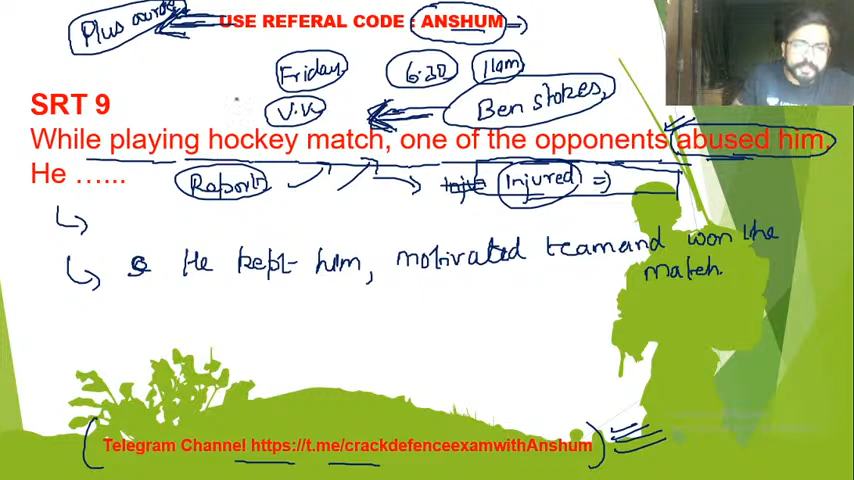 Plus
USE REFERAL CODE : ANSHUM
Friday 6:30 11am
SRT 9
V.V. Ben stokes,
While playing hockey match, one of the opponents abused him.
He ......
Report Injured
He kept him, motivated team and won the
match.
Telegram Channel https://t.me/crackdefenceexamwithAnshum